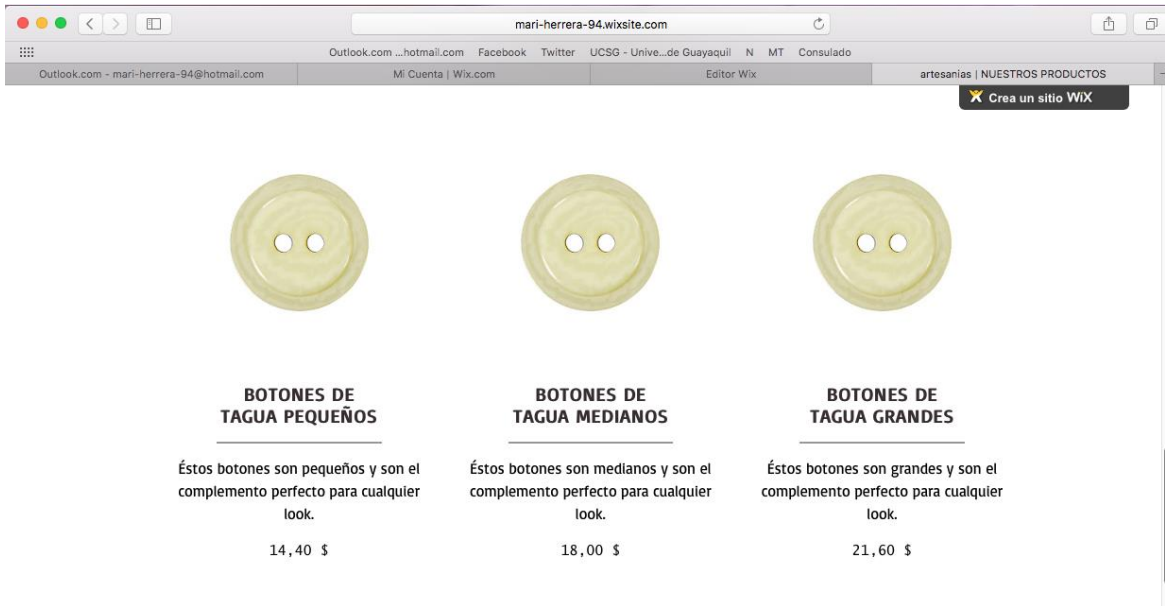 mari-herrera-94.wixsite.com
Outlook.com ...hotmail.com Facebook Twitter UCSG - Unive...de Guayaquil N MT Consulado
Outlook.com - mari-herrera-94@hotmail.com Mi Cuenta | Wix.com Editor Wix artesanias | NUESTROS PRODUCTOS
Crea un sitio WiX
BOTONES DE
TAGUA PEQUEÑOS
Éstos botones son pequeños y son el
complemento perfecto para cualquier
look.
14,40 $
BOTONES DE
TAGUA MEDIANOS
Éstos botones son medianos y son el
complemento perfecto para cualquier
look.
18,00 $
BOTONES DE
TAGUA GRANDES
Éstos botones son grandes y son el
complemento perfecto para cualquier
look.
21,60 $